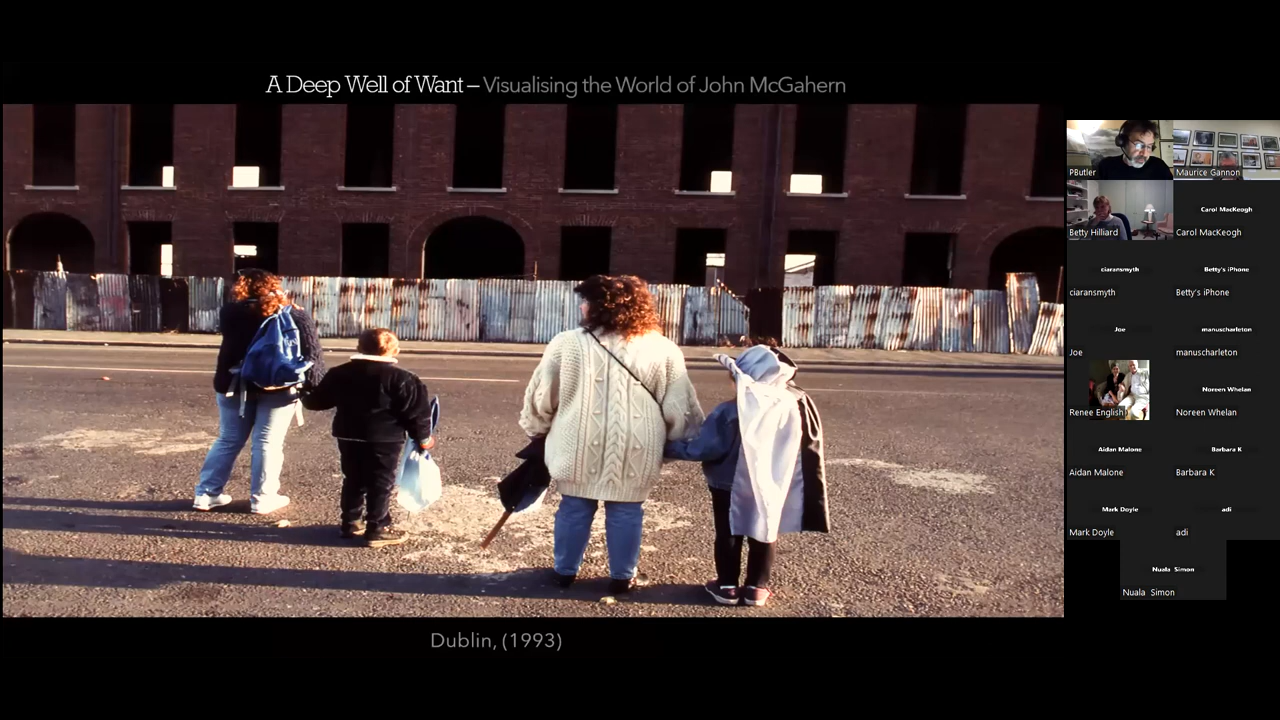 A Deep Well of Want – Visualising the World of John McGahern
Dublin, (1993)
PButler
Maurice Gannon
Betty Hilliard
Carol MacKeogh
Carol MacKeogh
ciaransmyth
Betty's iPhone
ciaransmyth
Betty's iPhone
Joe
manuscharleton
Joe
manuscharleton
Noreen Whelan
Renee English
Noreen Whelan
Aidan Malone
Barbara K
Aidan Malone
Barbara K
Mark Doyle
adi
Mark Doyle
adi
Nuala Simon
Nuala Simon